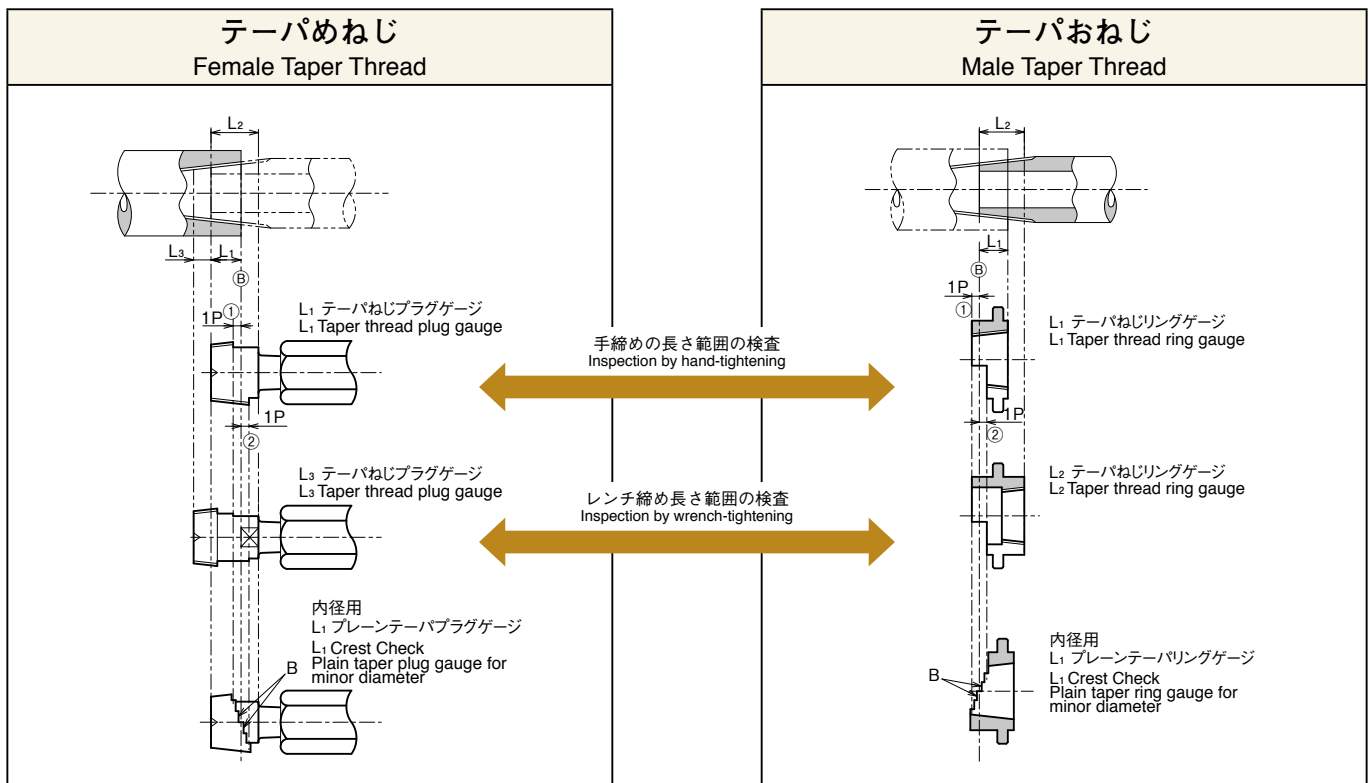 テーパめねじ
Female Taper Thread
L₂
L₃
L₁
Ⓑ
1P
①
L₁ テーパねじプラグゲージ
L₁ Taper thread plug gauge
1P
②
L₃ テーパねじプラグゲージ
L₃ Taper thread plug gauge
内径用
L₁ プレーンテーパプラグゲージ
L₁ Crest Check
Plain taper plug gauge for
minor diameter
B
手締めの長さ範囲の検査
Inspection by hand-tightening
レンチ締め長さ範囲の検査
Inspection by wrench-tightening
テーパおねじ
Male Taper Thread
L₂
L₁
Ⓑ
1P
①
L₁ テーパねじリングゲージ
L₁ Taper thread ring gauge
1P
②
L₂ テーパねじリングゲージ
L₂ Taper thread ring gauge
内径用
L₁ プレーンテーパリングゲージ
L₁ Crest Check
Plain taper ring gauge for
minor diameter
B